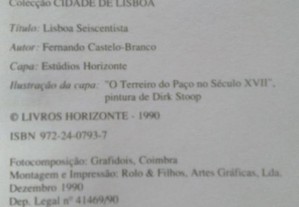 Colecção CIDADE DE LISBOA
Título: Lisboa Seiscentista
Autor: Fernando Castelo-Branco
Capa: Estúdios Horizonte
Ilustração da capa: "O Terreiro do Paço no Século XVII",
pintura de Dirk Stoop
© LIVROS HORIZONTE - 1990
ISBN 972-24-0793-7
Fotocomposição: Grafidois, Coimbra
Montagem e Impressão: Rolo & Filhos, Artes Gráficas, Lda.
Dezembro 1990
Dep. Legal nº 41469/90